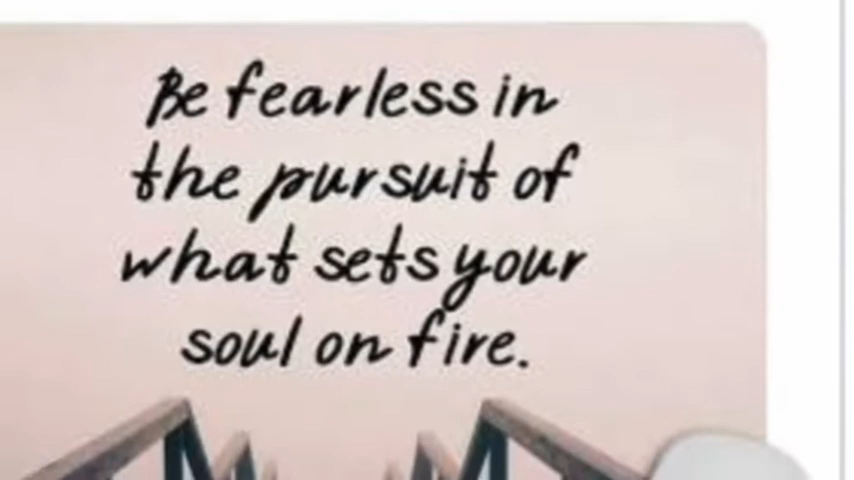 Be fearless in
the pursuit of
what sets your
soul on fire.